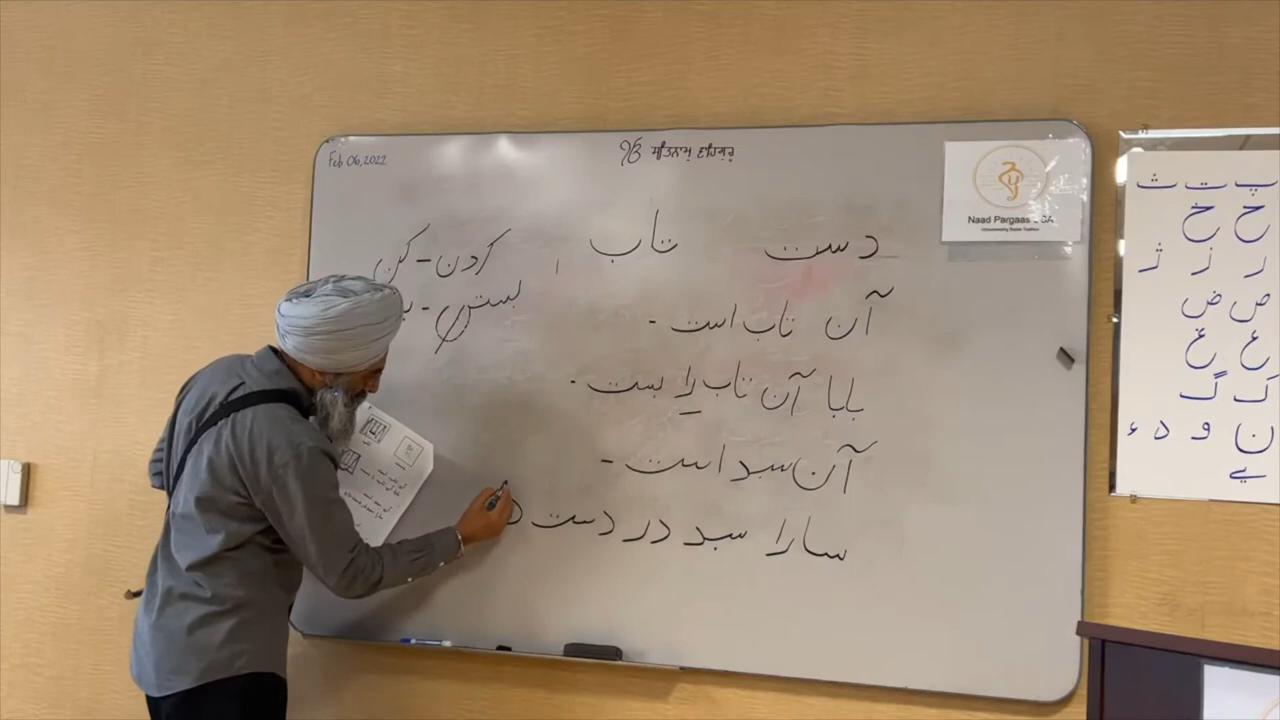 Feb 06, 2022
ੴ ਸਤਿਨਾਮੁ ਵਾਹਿਗੁਰੂ
Naad Pargaas USA
دست تاب کردن - کن
بستن -
آن تاب است -
بابا آن تاب را بست -
آن سبد است -
سارا سبد در دست د
پ ت ث
ح خ
ر ز ژ
ص ض
ع غ
ک گ
ن و ه ء
ی